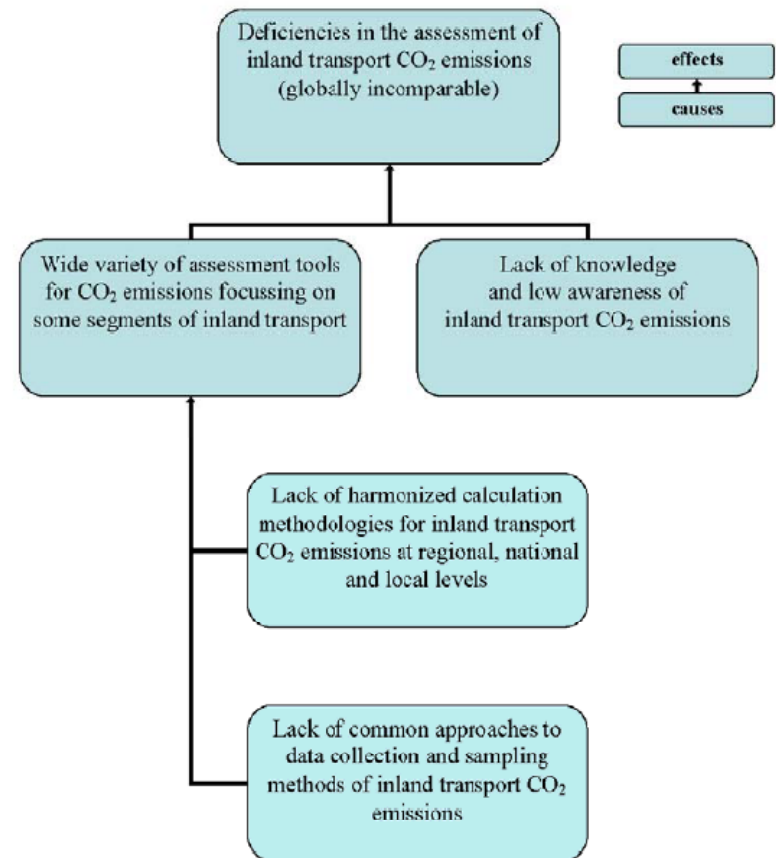 Deficiencies in the assessment of
inland transport CO₂ emissions
(globally incomparable)
effects
causes
Wide variety of assessment tools
for CO₂ emissions focussing on
some segments of inland transport
Lack of knowledge
and low awareness of
inland transport CO₂ emissions
Lack of harmonized calculation
methodologies for inland transport
CO₂ emissions at regional, national
and local levels
Lack of common approaches to
data collection and sampling
methods of inland transport CO₂
emissions